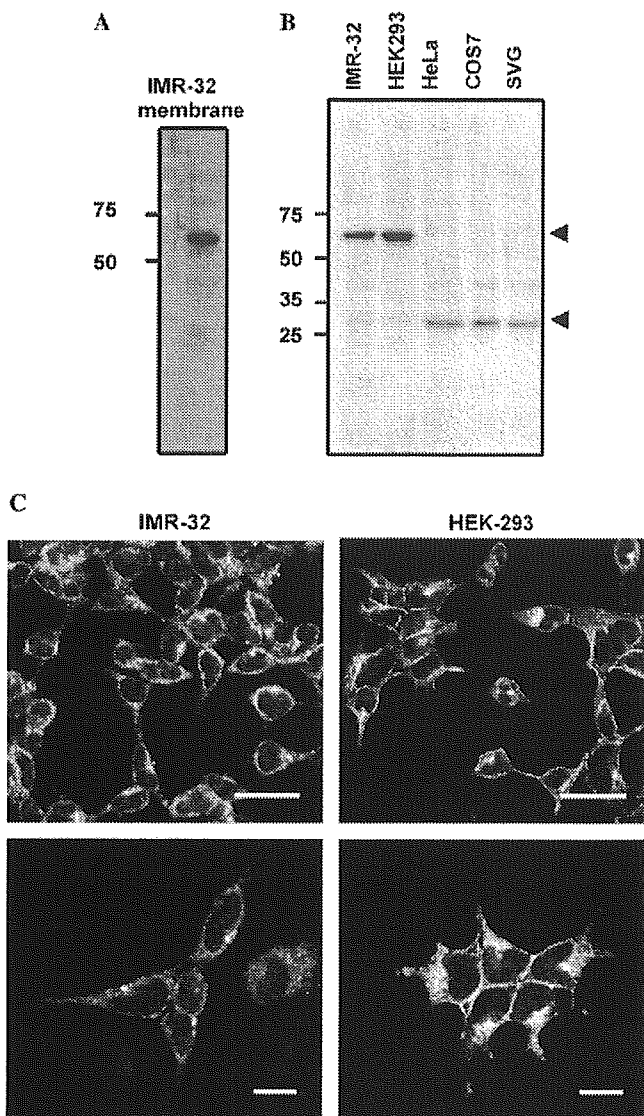 A
B
IMR-32
membrane
IMR-32
HEK293
HeLa
COS7
SVG
75
50
75
50
35
25
C
IMR-32
HEK-293